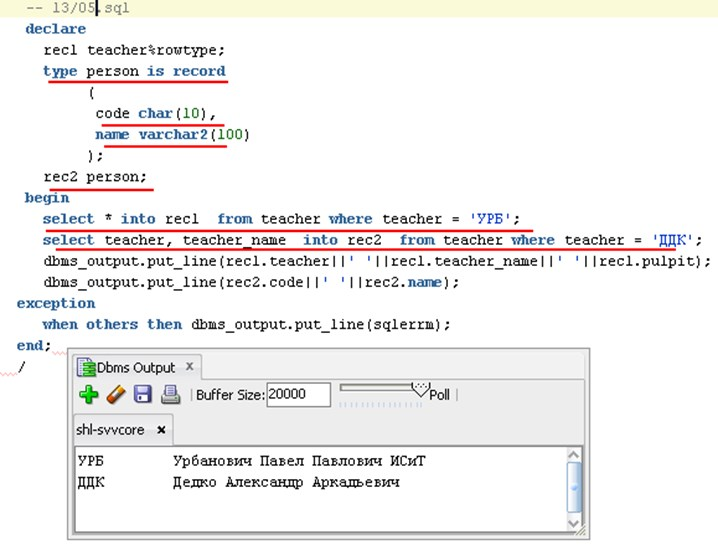 -- 13/05.sql
declare
rec1 teacher%rowtype;
type person is record
(
code char(10),
name varchar2(100)
);
rec2 person;
begin
select * into rec1 from teacher where teacher = 'УРБ';
select teacher, teacher_name into rec2 from teacher where teacher = 'ДДК';
dbms_output.put_line(rec1.teacher||' '||rec1.teacher_name||' '||rec1.pulpit);
dbms_output.put_line(rec2.code||' '||rec2.name);
exception
when others then dbms_output.put_line(sqlerrm);
end;
/
Dbms Output x
Buffer Size: 20000 Poll
shl-svvcore x
УРБ Урбанович Павел Павлович ИСиТ
ДДК Дедко Александр Аркадьевич